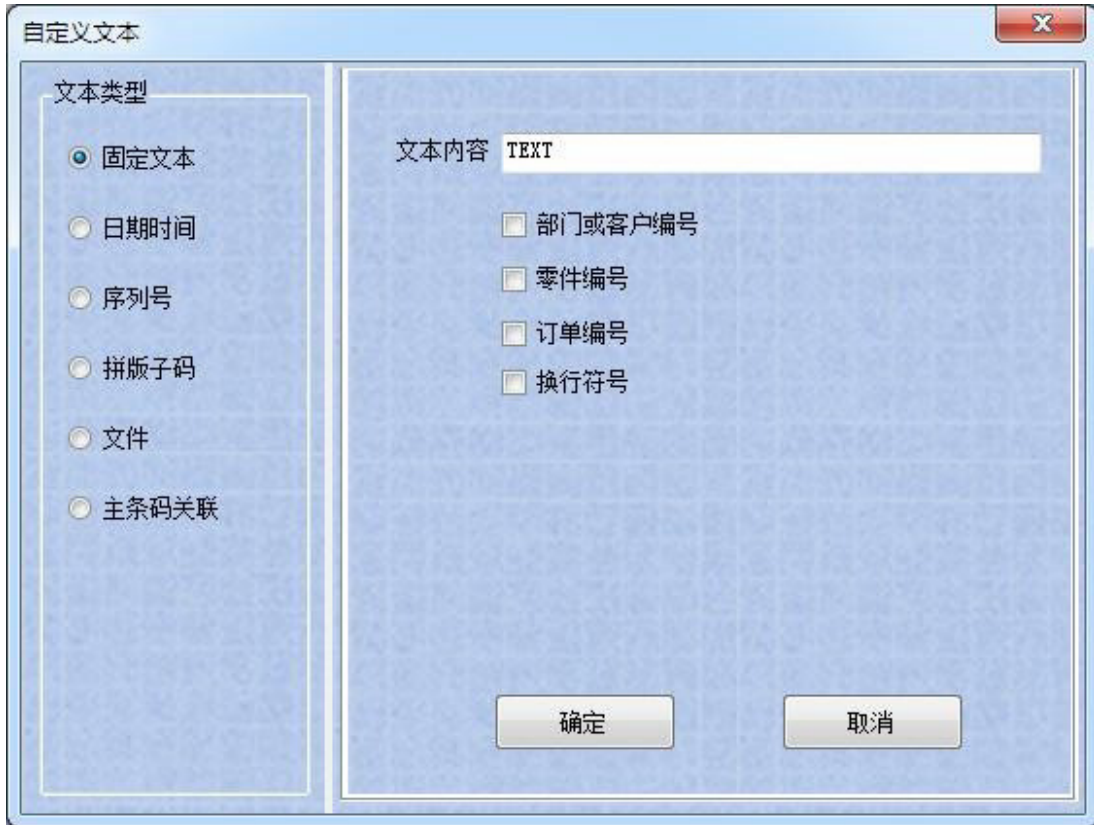 自定义文本
文本类型
固定文本
日期时间
序列号
拼版子码
文件
主条码关联
文本内容 TEXT
部门或客户编号
零件编号
订单编号
换行符号
确定 取消